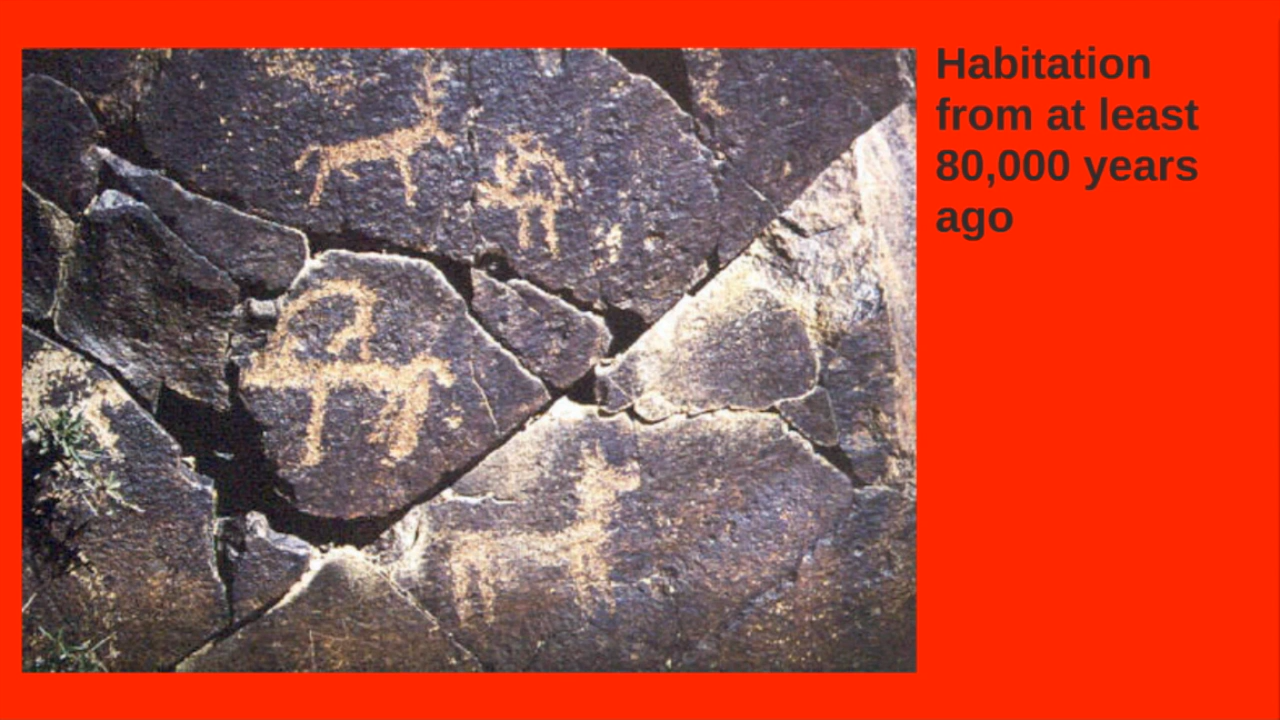 Habitation
from at least
80,000 years
ago